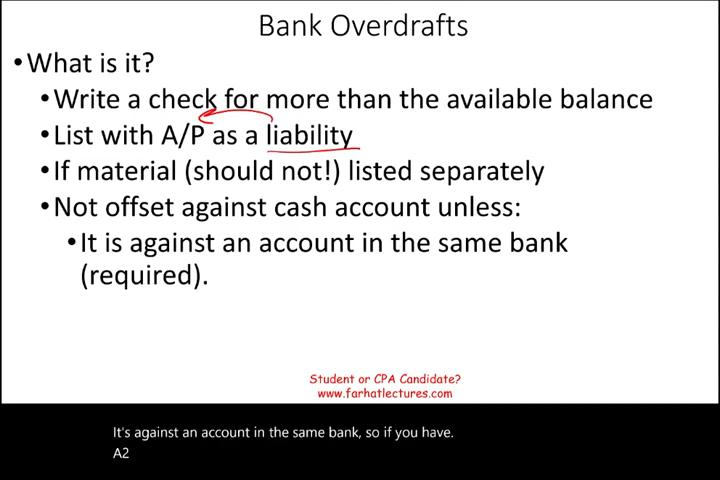 Bank Overdrafts
•What is it?
•Write a check for more than the available balance
•List with A/P as a liability
•If material (should not!) listed separately
•Not offset against cash account unless:
•It is against an account in the same bank
(required).
Student or CPA Candidate?
www.farhatlectures.com
It's against an account in the same bank, so if you have.
A2